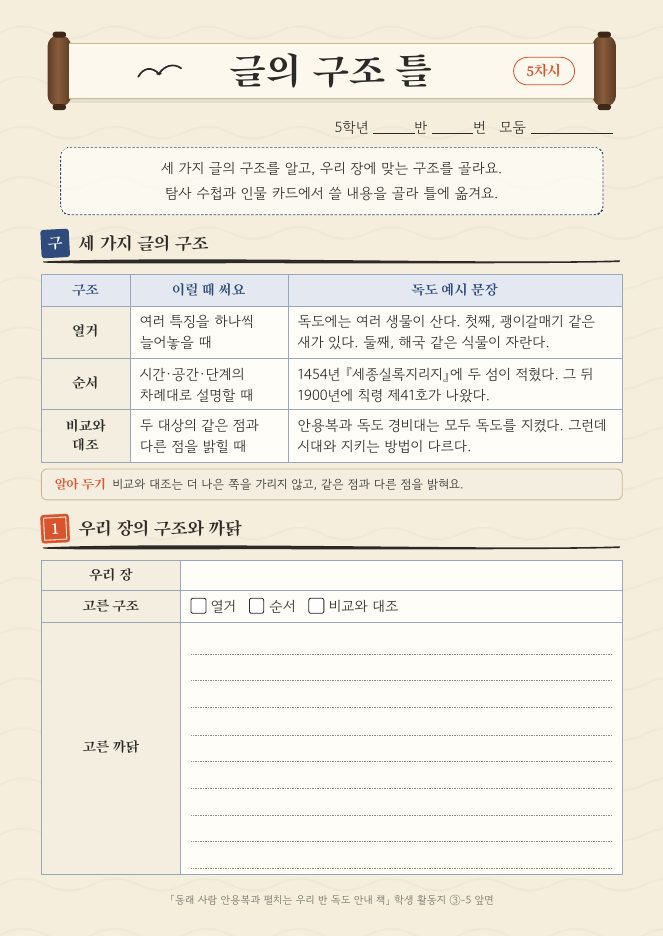 글의 구조 틀
5차시
5학년 ______반 ______번 모둠 ____________
세 가지 글의 구조를 알고, 우리 장에 맞는 구조를 골라요.
탐사 수첩과 인물 카드에서 쓸 내용을 골라 틀에 옮겨요.
구 세 가지 글의 구조
구조 이럴 때 써요 독도 예시 문장
열거
여러 특징을 하나씩
늘어놓을 때
독도에는 여러 생물이 산다. 첫째, 괭이갈매기 같은
새가 있다. 둘째, 해국 같은 식물이 자란다.
순서
시간·공간·단계의
차례대로 설명할 때
1454년 『세종실록지리지』에 두 섬이 적혔다. 그 뒤
1900년에 칙령 제41호가 나왔다.
비교와
대조
두 대상의 같은 점과
다른 점을 밝힐 때
안용복과 독도 경비대는 모두 독도를 지켰다. 그런데
시대와 지키는 방법이 다르다.
알아 두기 비교와 대조는 더 나은 쪽을 가리지 않고, 같은 점과 다른 점을 밝혀요.
1 우리 장의 구조와 까닭
우리 장
고른 구조 열거 순서 비교와 대조
고른 까닭
「동래 사람 안용복과 펼치는 우리 반 독도 안내 책」 학생 활동지 ③-5 앞면